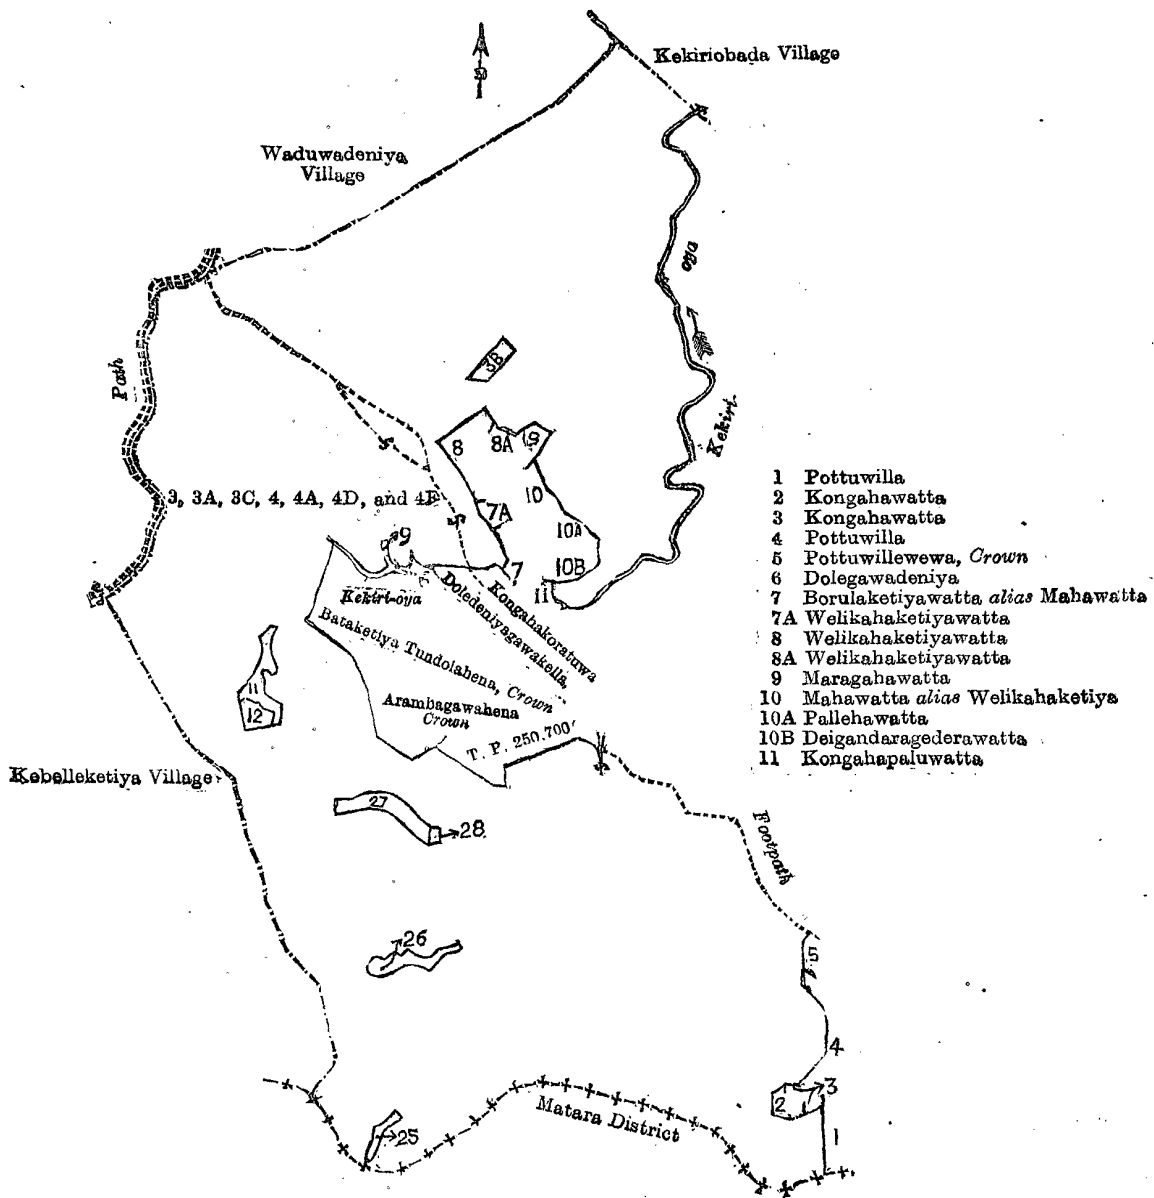 Kekiriobada Village
Waduwadeniya
Village
oya
Path
3B
Kekiri-
8
8A
9
10
3, 3A, 3C, 4, 4A, 4D, and 4E
7A
10A
9
10B
7
11
Kekiri-oya
Kongahakoratuwa
Doledeniyagawakella,
Bataketiya Tundolahena, Crown
Arambagawahena
Crown
T. P. 250,700
11
12
1 Pottuwilla
2 Kongahawatta
3 Kongahawatta
4 Pottuwilla
5 Pottuwillewewa, Crown
6 Dolegawadeniya
7 Borulaketiyawatta alias Mahawatta
7A Welikahaketiyawatta
8 Welikahaketiyawatta
8A Welikahaketiyawatta
9 Maragahawatta
10 Mahawatta alias Welikahaketiya
10A Pallehawatta
10B Deigandaragederawatta
11 Kongahapaluwatta
Kebelleketiya Village
27
28
Footpath
26
5
4
3
2
Matara District
25
1